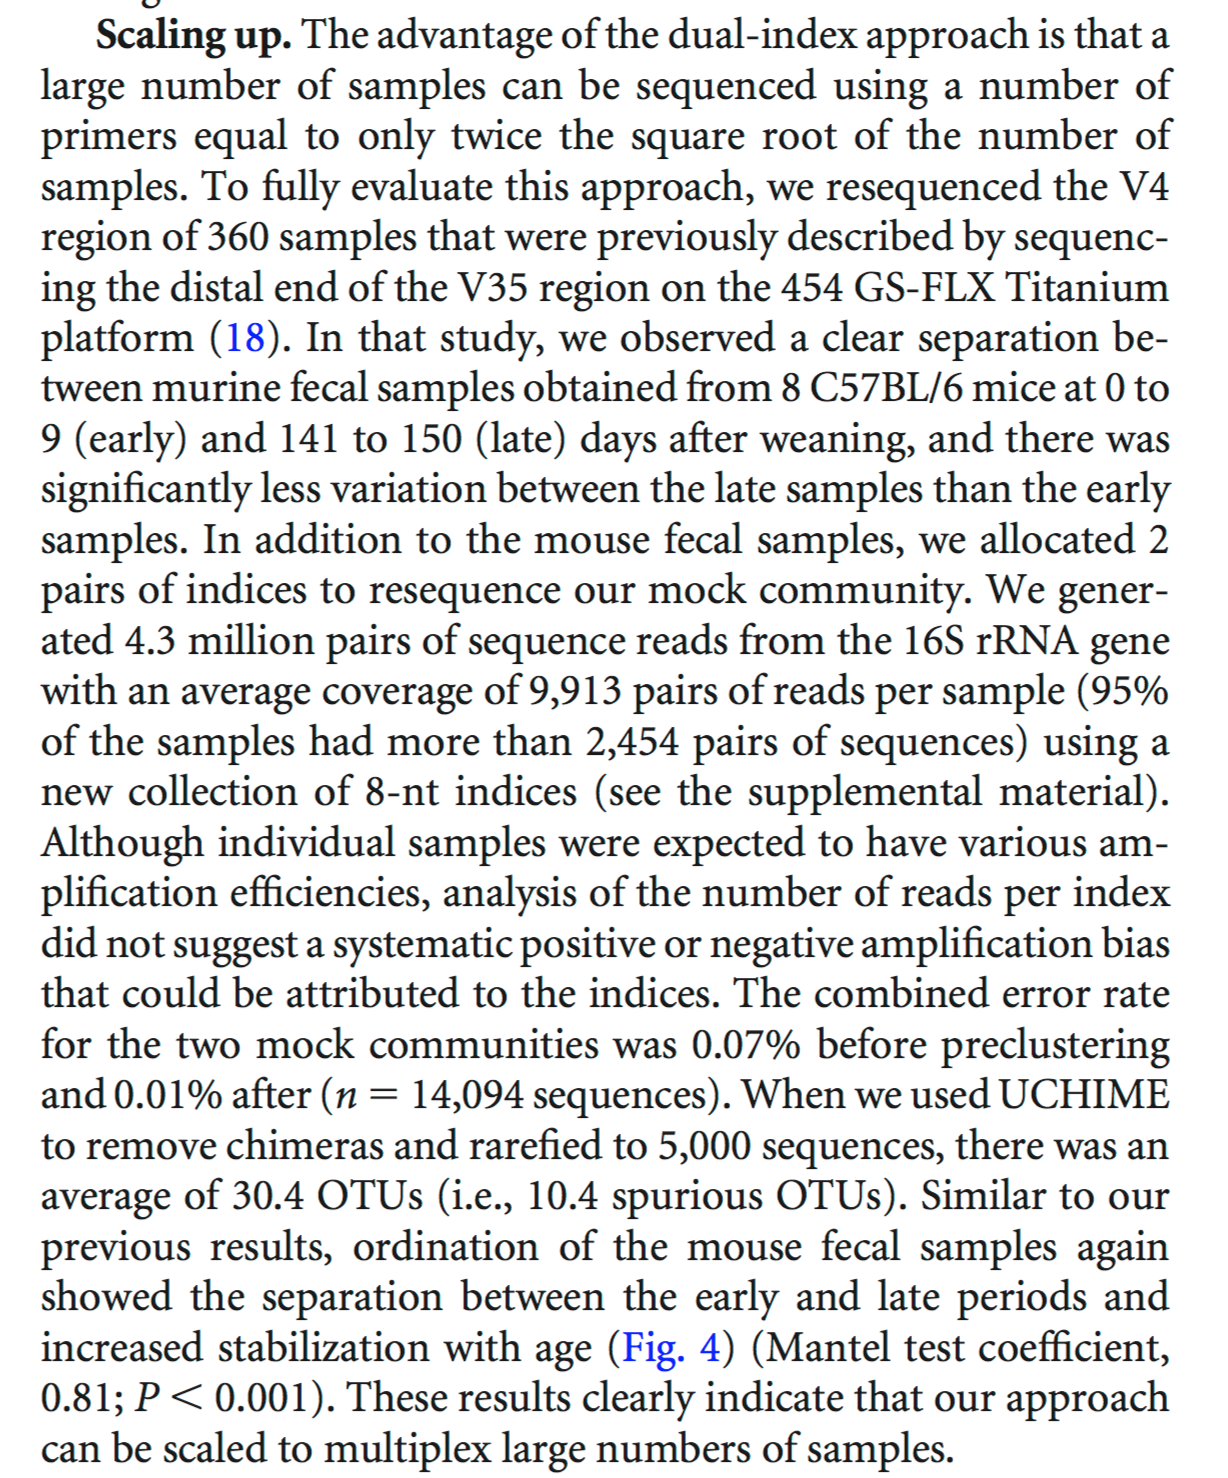 Scaling up. The advantage of the dual-index approach is that a
large number of samples can be sequenced using a number of
primers equal to only twice the square root of the number of
samples. To fully evaluate this approach, we resequenced the V4
region of 360 samples that were previously described by sequenc-
ing the distal end of the V35 region on the 454 GS-FLX Titanium
platform (18). In that study, we observed a clear separation be-
tween murine fecal samples obtained from 8 C57BL/6 mice at 0 to
9 (early) and 141 to 150 (late) days after weaning, and there was
significantly less variation between the late samples than the early
samples. In addition to the mouse fecal samples, we allocated 2
pairs of indices to resequence our mock community. We gener-
ated 4.3 million pairs of sequence reads from the 16S rRNA gene
with an average coverage of 9,913 pairs of reads per sample (95%
of the samples had more than 2,454 pairs of sequences) using a
new collection of 8-nt indices (see the supplemental material).
Although individual samples were expected to have various am-
plification efficiencies, analysis of the number of reads per index
did not suggest a systematic positive or negative amplification bias
that could be attributed to the indices. The combined error rate
for the two mock communities was 0.07% before preclustering
and 0.01% after (n = 14,094 sequences). When we used UCHIME
to remove chimeras and rarefied to 5,000 sequences, there was an
average of 30.4 OTUs (i.e., 10.4 spurious OTUs). Similar to our
previous results, ordination of the mouse fecal samples again
showed the separation between the early and late periods and
increased stabilization with age (Fig. 4) (Mantel test coefficient,
0.81; P < 0.001). These results clearly indicate that our approach
can be scaled to multiplex large numbers of samples.